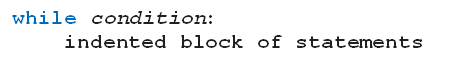 while condition:
    indented block of statements